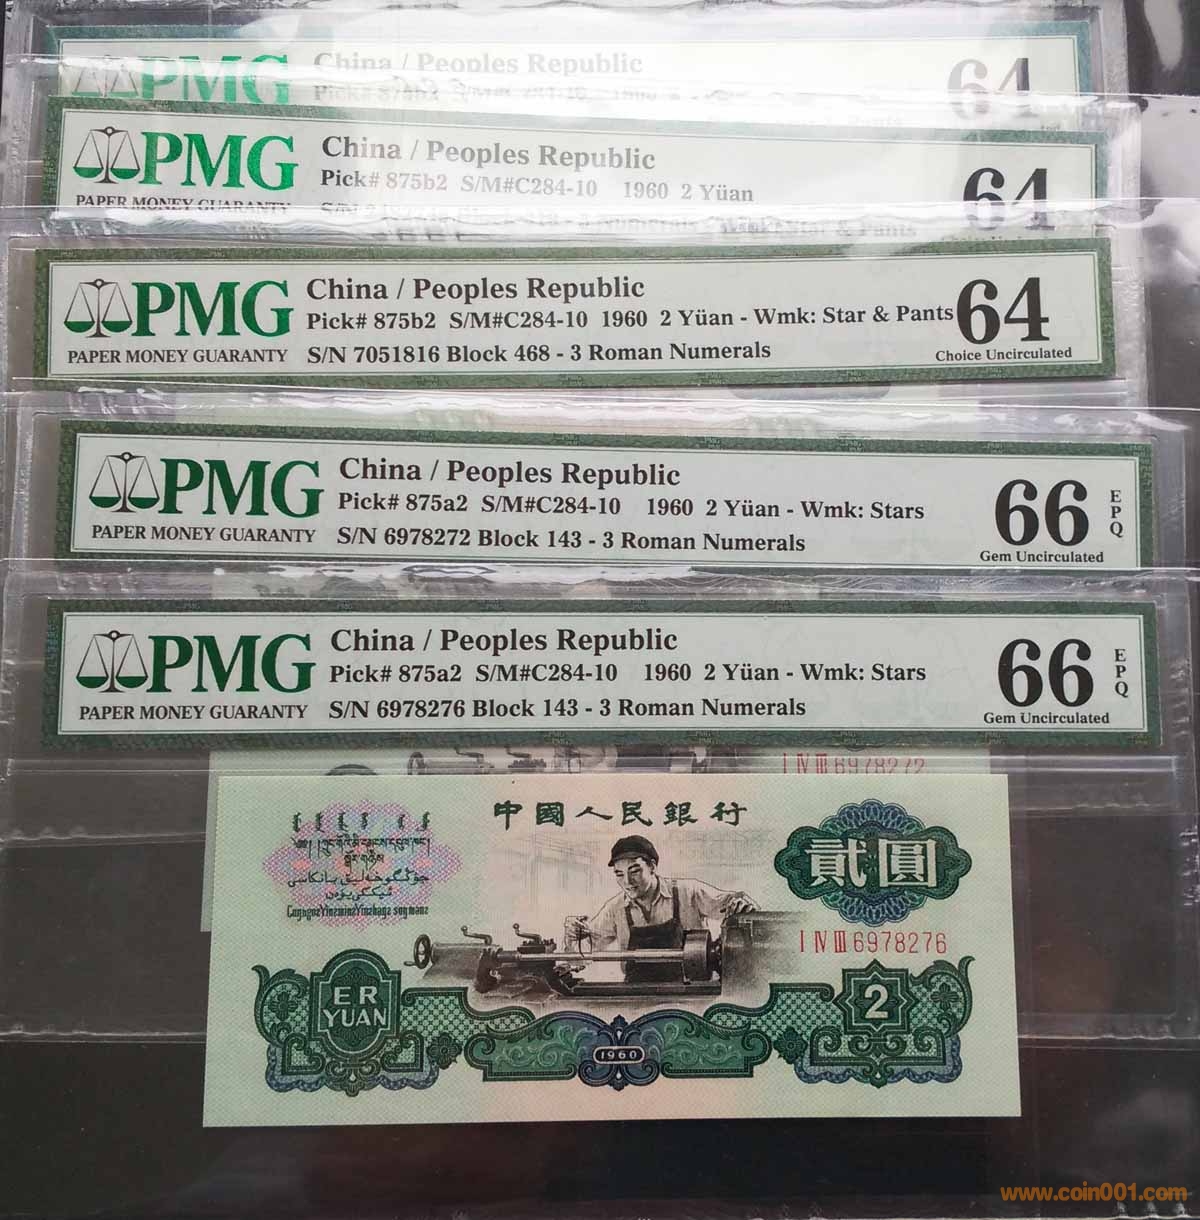 PMG
China / Peoples Republic
64
PMG
China / Peoples Republic
Pick# 875b2 S/M#C284-10 1960 2 Yüan
PAPER MONEY GUARANTY
64
PMG
PAPER MONEY GUARANTY
China / Peoples Republic
Pick# 875b2 S/M#C284-10 1960 2 Yüan - Wmk: Star & Pants
S/N 7051816 Block 468 - 3 Roman Numerals
64
Choice Uncirculated
PMG
PAPER MONEY GUARANTY
China / Peoples Republic
Pick# 875a2 S/M#C284-10 1960 2 Yüan - Wmk: Stars
S/N 6978272 Block 143 - 3 Roman Numerals
66
EPQ
Gem Uncirculated
PMG
PAPER MONEY GUARANTY
China / Peoples Republic
Pick# 875a2 S/M#C284-10 1960 2 Yüan - Wmk: Stars
S/N 6978276 Block 143 - 3 Roman Numerals
66
EPQ
Gem Uncirculated
I IV III 6978272
中國人民銀行
貳圓
I IV III 6978276
ER
YUAN
2
1960
www.coin001.com